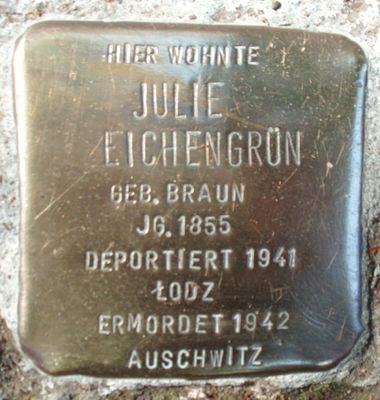 HIER WOHNTE
JULIE
EICHENGRÜN
GEB. BRAUN
JG. 1855
DEPORTIERT 1941
ŁODZ
ERMORDET 1942
AUSCHWITZ